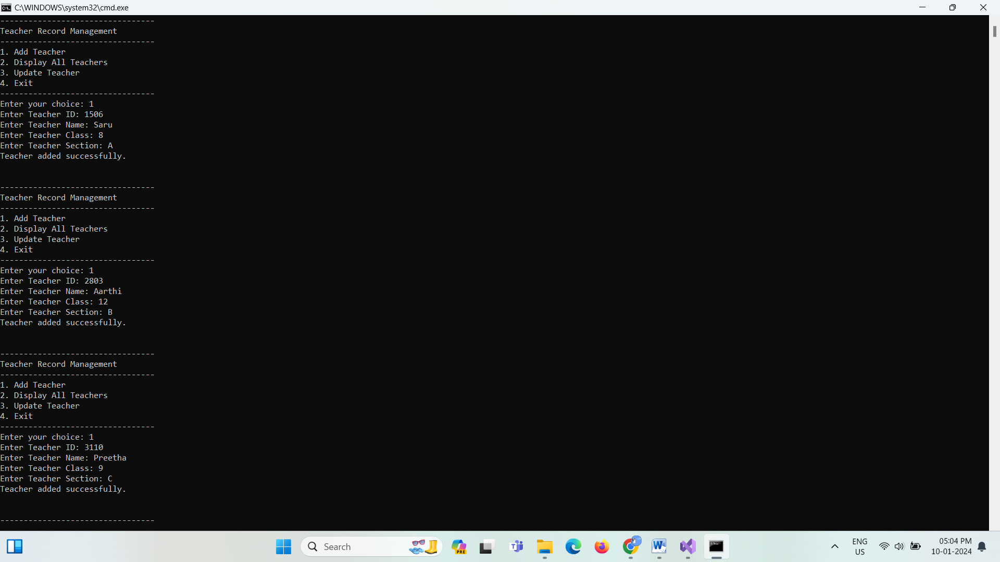 C:\WINDOWS\system32\cmd.exe
---------------------------------
Teacher Record Management
---------------------------------
1. Add Teacher
2. Display All Teachers
3. Update Teacher
4. Exit
---------------------------------
Enter your choice: 1
Enter Teacher ID: 1506
Enter Teacher Name: Saru
Enter Teacher Class: 8
Enter Teacher Section: A
Teacher added successfully.
---------------------------------
Teacher Record Management
---------------------------------
1. Add Teacher
2. Display All Teachers
3. Update Teacher
4. Exit
---------------------------------
Enter your choice: 1
Enter Teacher ID: 2803
Enter Teacher Name: Aarthi
Enter Teacher Class: 12
Enter Teacher Section: B
Teacher added successfully.
---------------------------------
Teacher Record Management
---------------------------------
1. Add Teacher
2. Display All Teachers
3. Update Teacher
4. Exit
---------------------------------
Enter your choice: 1
Enter Teacher ID: 3110
Enter Teacher Name: Preetha
Enter Teacher Class: 9
Enter Teacher Section: C
Teacher added successfully.
---------------------------------
Search
PRE
ENG
US
05:04 PM
10-01-2024